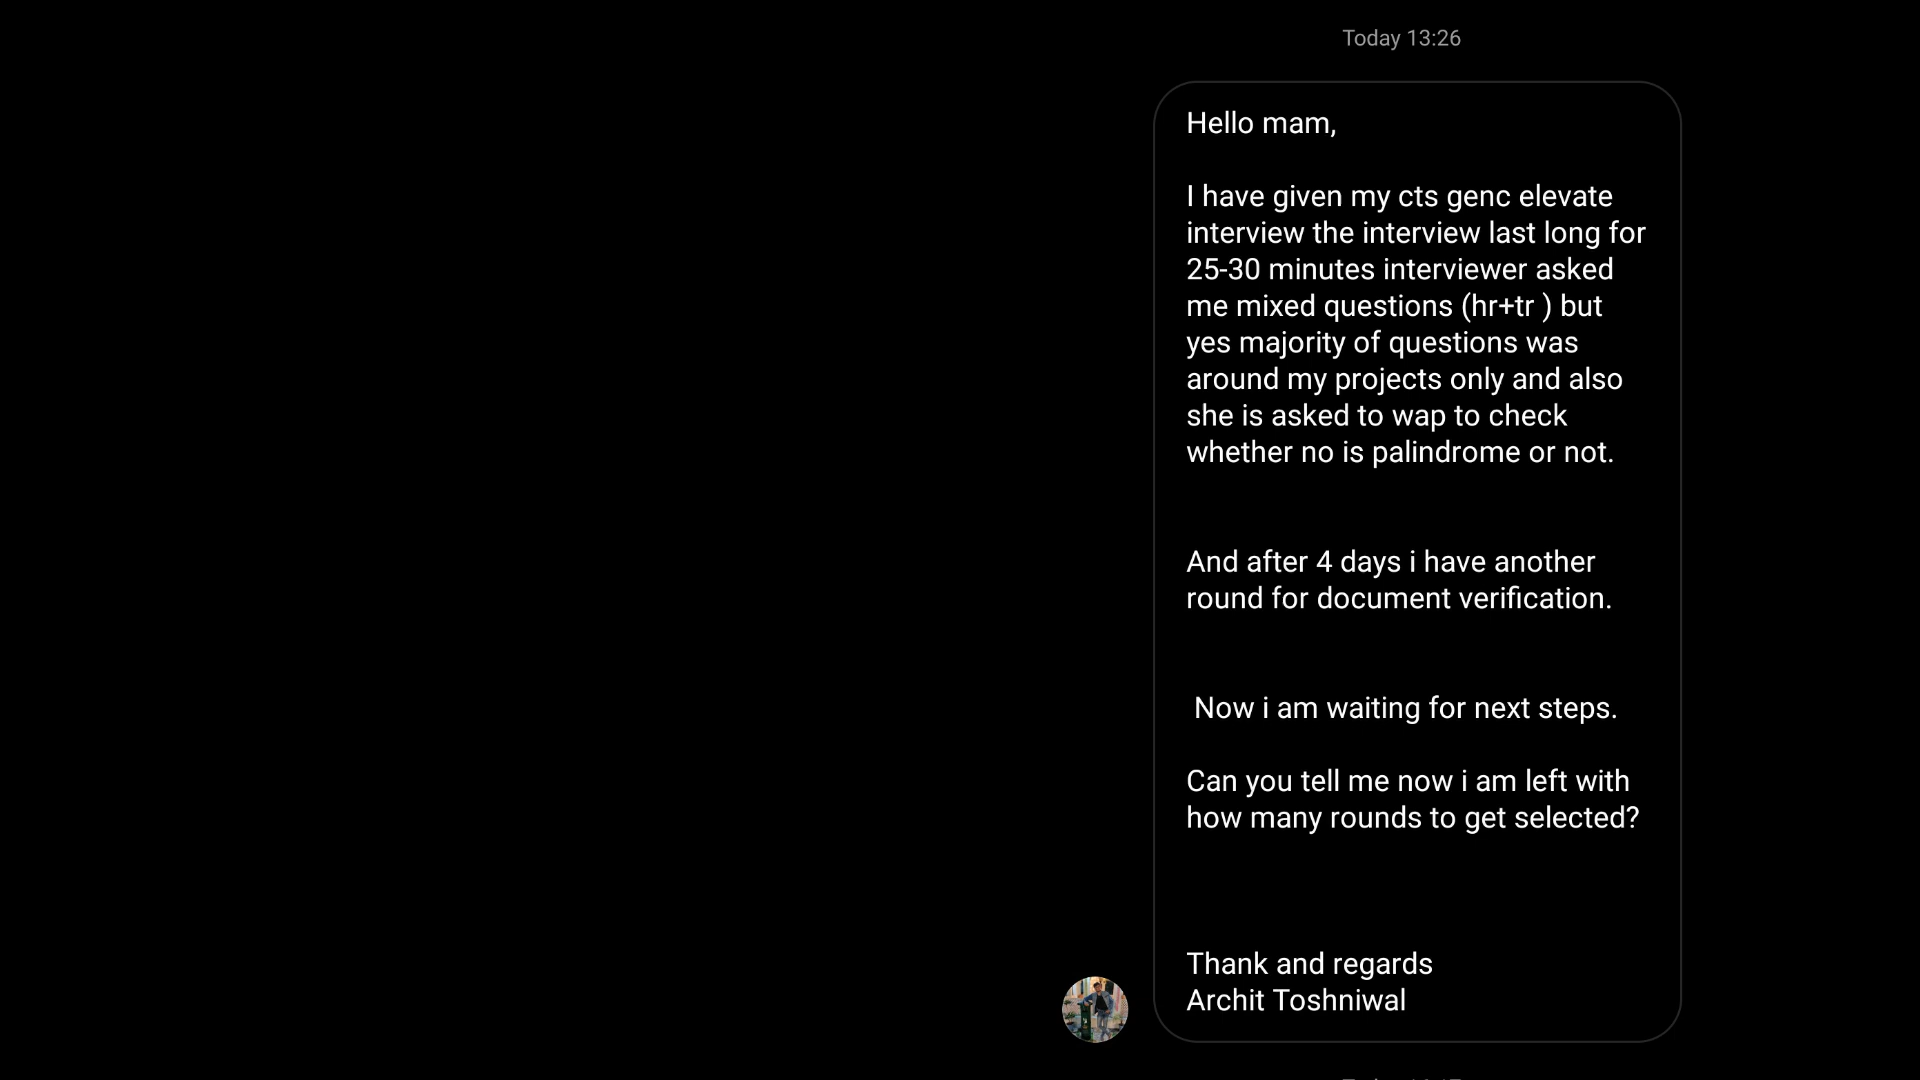 Today 13:26
Hello mam,
I have given my cts genc elevate
interview the interview last long for
25-30 minutes interviewer asked
me mixed questions (hr+tr ) but
yes majority of questions was
around my projects only and also
she is asked to wap to check
whether no is palindrome or not.
And after 4 days i have another
round for document verification.
Now i am waiting for next steps.
Can you tell me now i am left with
how many rounds to get selected?
Thank and regards
Archit Toshniwal